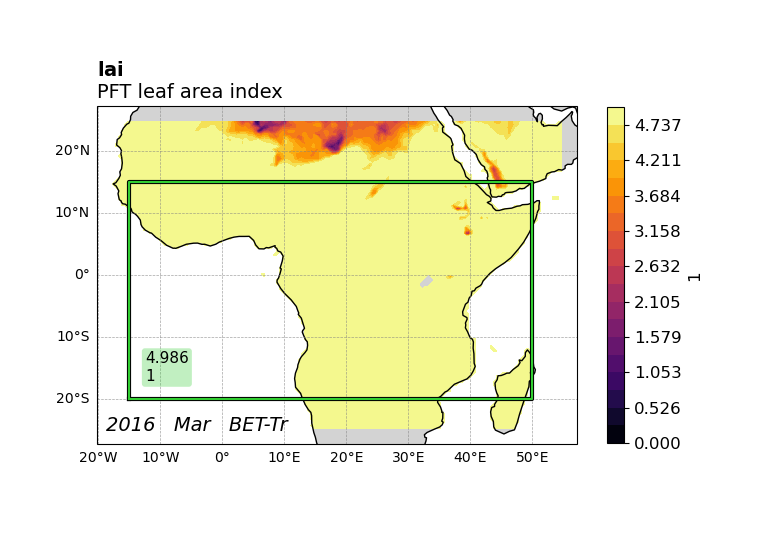 lai
PFT leaf area index
20°N
10°N
0°
10°S
20°S
4.986
1
2016 Mar BET-Tr
20°W 10°W 0° 10°E 20°E 30°E 40°E 50°E
4.737
4.211
3.684
3.158
2.632
2.105
1.579
1.053
0.526
0.000
1